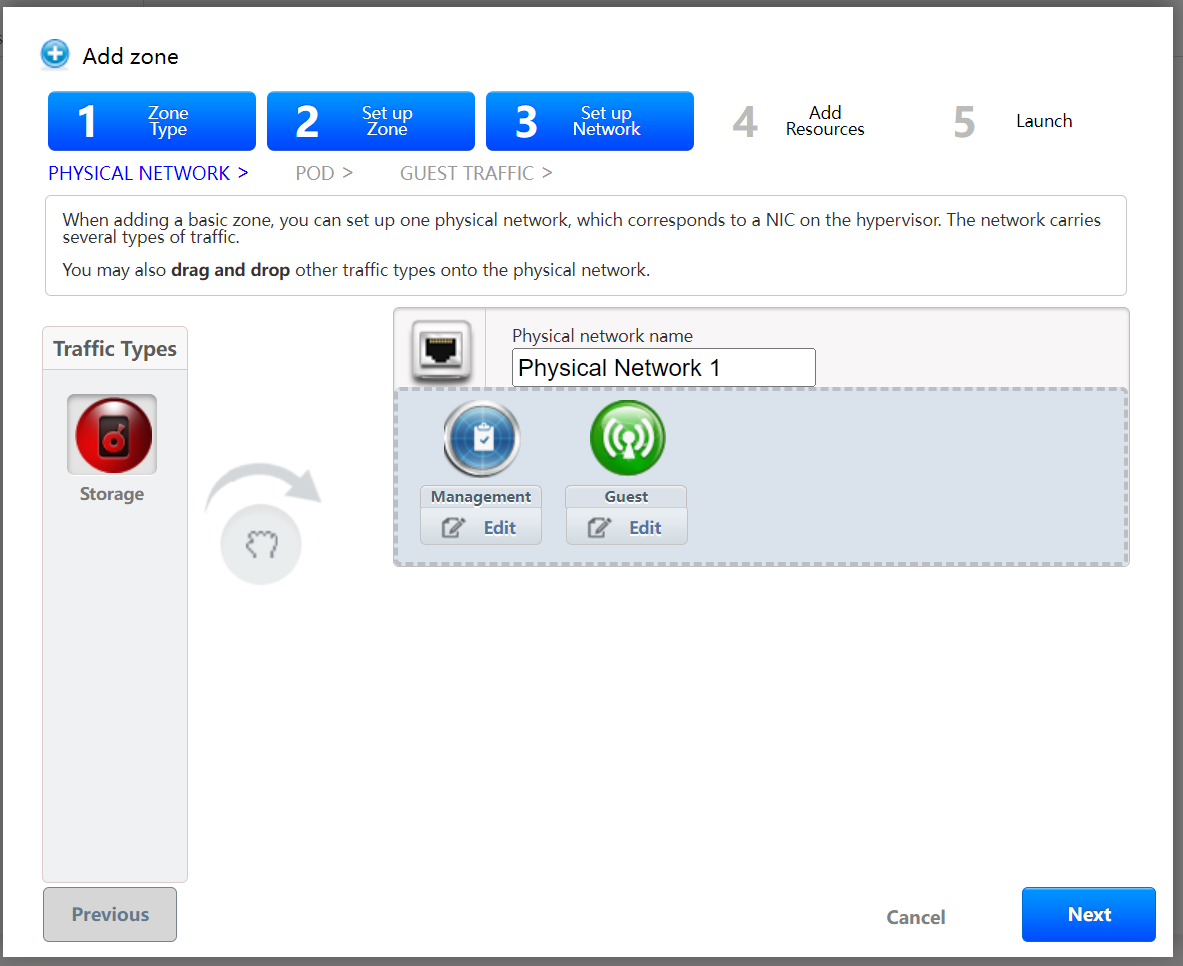 Add zone
1 Zone Type
2 Set up Zone
3 Set up Network
4 Add Resources
5 Launch
PHYSICAL NETWORK >
POD >
GUEST TRAFFIC >
When adding a basic zone, you can set up one physical network, which corresponds to a NIC on the hypervisor. The network carries
several types of traffic.
You may also drag and drop other traffic types onto the physical network.
Traffic Types
Storage
Physical network name
Physical Network 1
Management
Edit
Guest
Edit
Previous
Cancel
Next